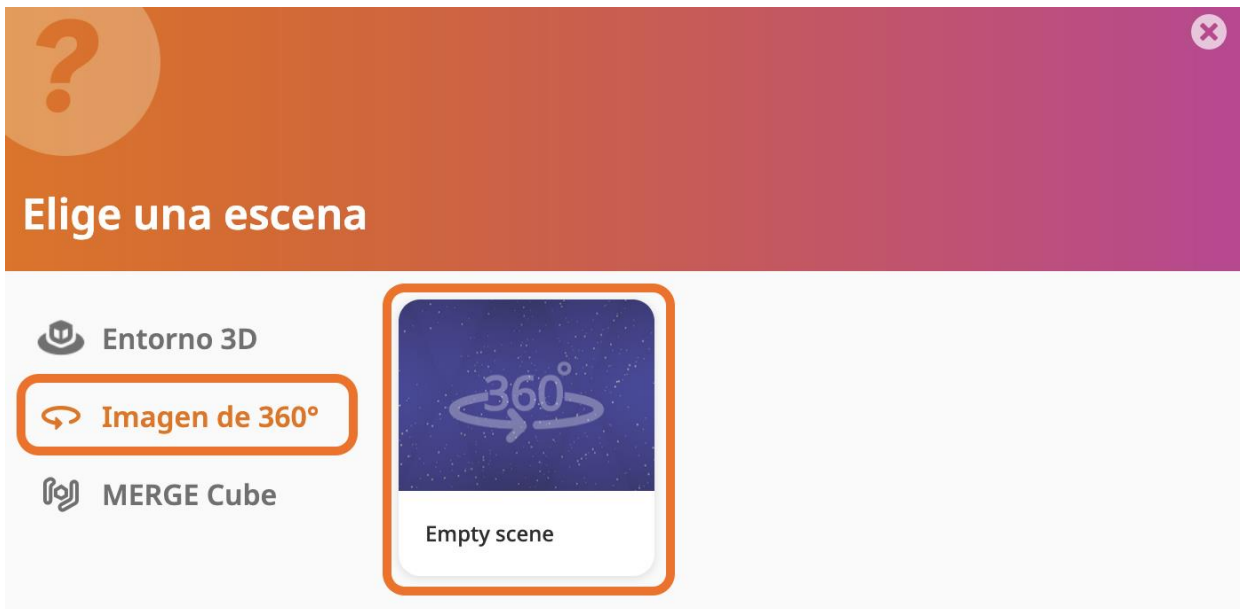 ?
Elige una escena
Entorno 3D
Imagen de 360°
MERGE Cube
360°
Empty scene